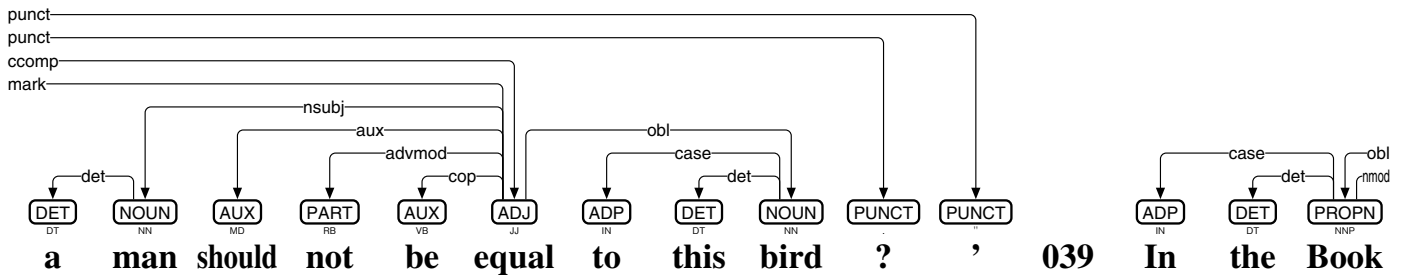 punct
punct
ccomp
mark
nsubj
aux obl
advmod case case obl
det cop det det nmod
DET NOUN AUX PART AUX ADJ ADP DET NOUN PUNCT PUNCT ADP DET PROPN
DT NN MD RB VB JJ IN DT NN . '' IN DT NNP
a man should not be equal to this bird ? ’ 039 In the Book